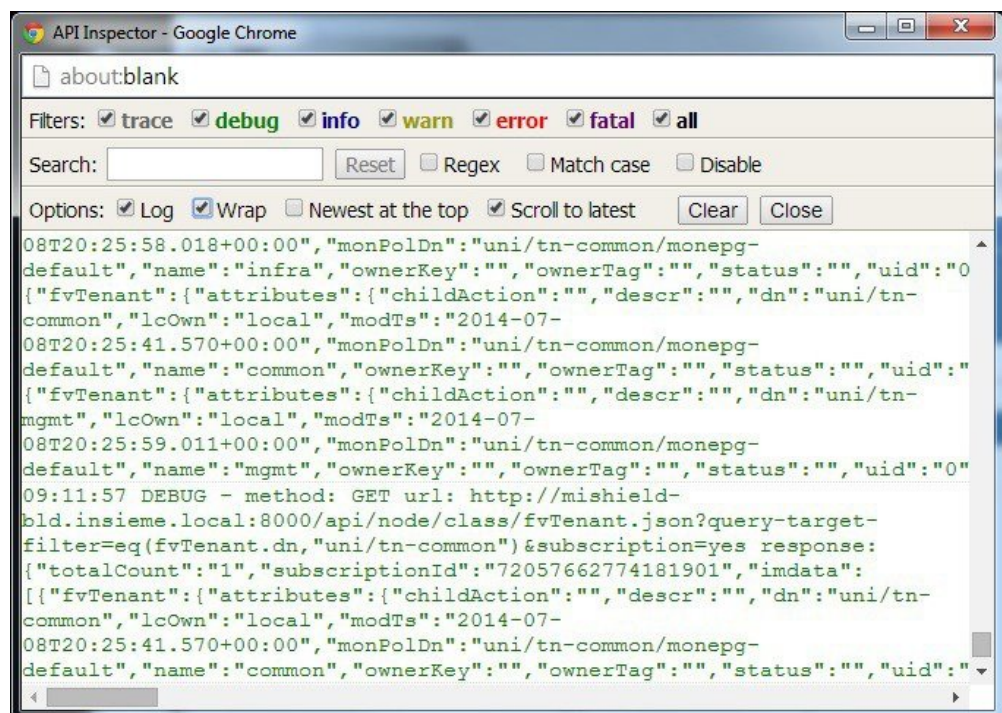 API Inspector - Google Chrome
about:blank
Filters: trace debug info warn error fatal all
Search: Reset Regex Match case Disable
Options: Log Wrap Newest at the top Scroll to latest Clear Close
08T20:25:58.018+00:00","monPolDn":"uni/tn-common/monepg-
default","name":"infra","ownerKey":"","ownerTag":"","status":"","uid":"0
{"fvTenant":{"attributes":{"childAction":"","descr":"","dn":"uni/tn-
common","lcOwn":"local","modTs":"2014-07-
08T20:25:41.570+00:00","monPolDn":"uni/tn-common/monepg-
default","name":"common","ownerKey":"","ownerTag":"","status":"","uid":"
{"fvTenant":{"attributes":{"childAction":"","descr":"","dn":"uni/tn-
mgmt","lcOwn":"local","modTs":"2014-07-
08T20:25:59.011+00:00","monPolDn":"uni/tn-common/monepg-
default","name":"mgmt","ownerKey":"","ownerTag":"","status":"","uid":"0"
09:11:57 DEBUG - method: GET url: http://mishield-
bld.insieme.local:8000/api/node/class/fvTenant.json?query-target-
filter=eq(fvTenant.dn,"uni/tn-common")&subscription=yes response:
{"totalCount":"1","subscriptionId":"72057662774181901","imdata":
[{"fvTenant":{"attributes":{"childAction":"","descr":"","dn":"uni/tn-
common","lcOwn":"local","modTs":"2014-07-
08T20:25:41.570+00:00","monPolDn":"uni/tn-common/monepg-
default","name":"common","ownerKey":"","ownerTag":"","status":"","uid":"